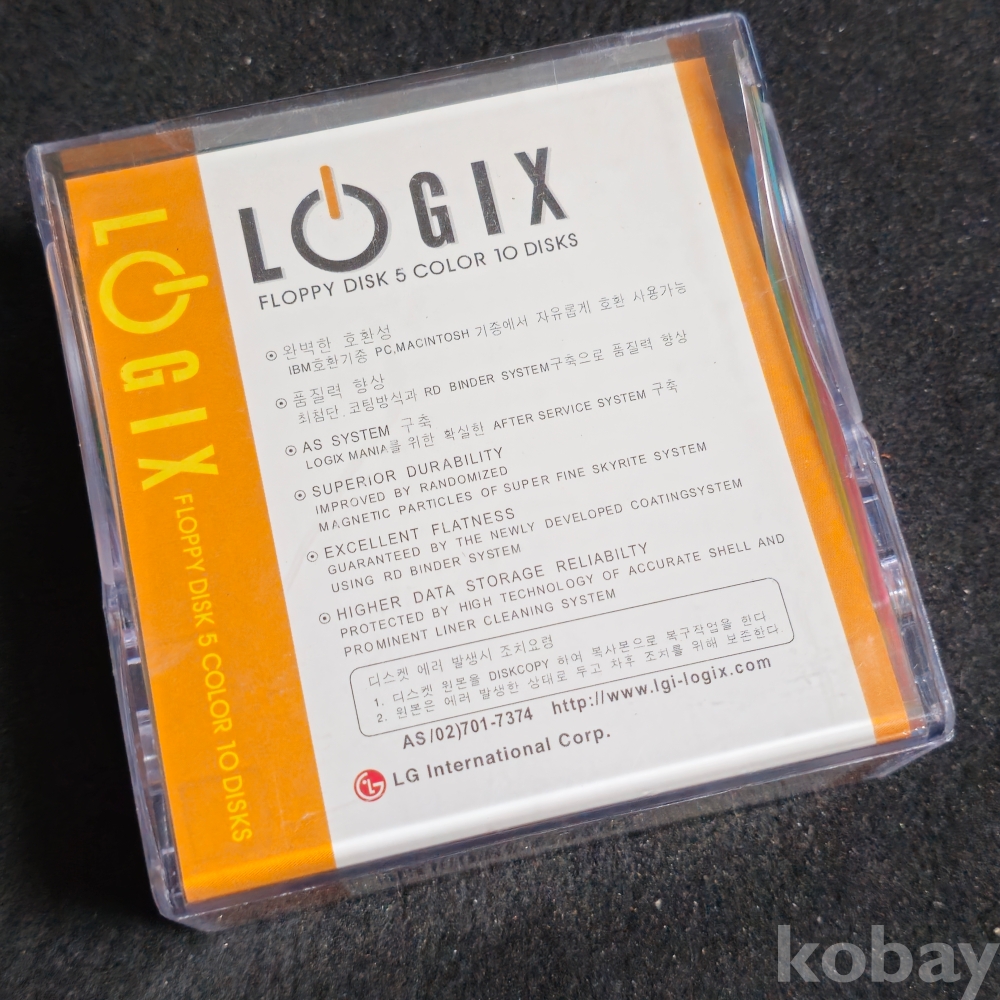 LOGIX
FLOPPY DISK 5 COLOR 10 DISKS
LOGIX
FLOPPY DISK 5 COLOR 10 DISKS
⊙ 완벽한 호환성
IBM호환기종 PC,MACINTOSH 기종에서 자유롭게 호환 사용가능
⊙ 품질력 향상
최첨단 코팅방식과 RD BINDER SYSTEM구축으로 품질력 향상
⊙ AS SYSTEM 구축
LOGIX MANIA를 위한 확실한 AFTER SERVICE SYSTEM 구축
⊙ SUPERIOR DURABILITY
IMPROVED BY RANDOMIZED
MAGNETIC PARTICLES OF SUPER FINE SKYRITE SYSTEM
⊙ EXCELLENT FLATNESS
GUARANTEED BY THE NEWLY DEVELOPED COATINGSYSTEM
USING RD BINDER SYSTEM
⊙ HIGHER DATA STORAGE RELIABILTY
PROTECTED BY HIGH TECHNOLOGY OF ACCURATE SHELL AND
PROMINENT LINER CLEANING SYSTEM
디스켓 에러 발생시 조치요령
1. 디스켓 원본을 DISKCOPY 하여 복사본으로 복구작업을 한다
2. 원본은 에러 발생한 상태로 두고 차후 조치를 위해 보존한다
AS/02)701-7374 http://www.lgi-logix.com
LG International Corp.
kobay